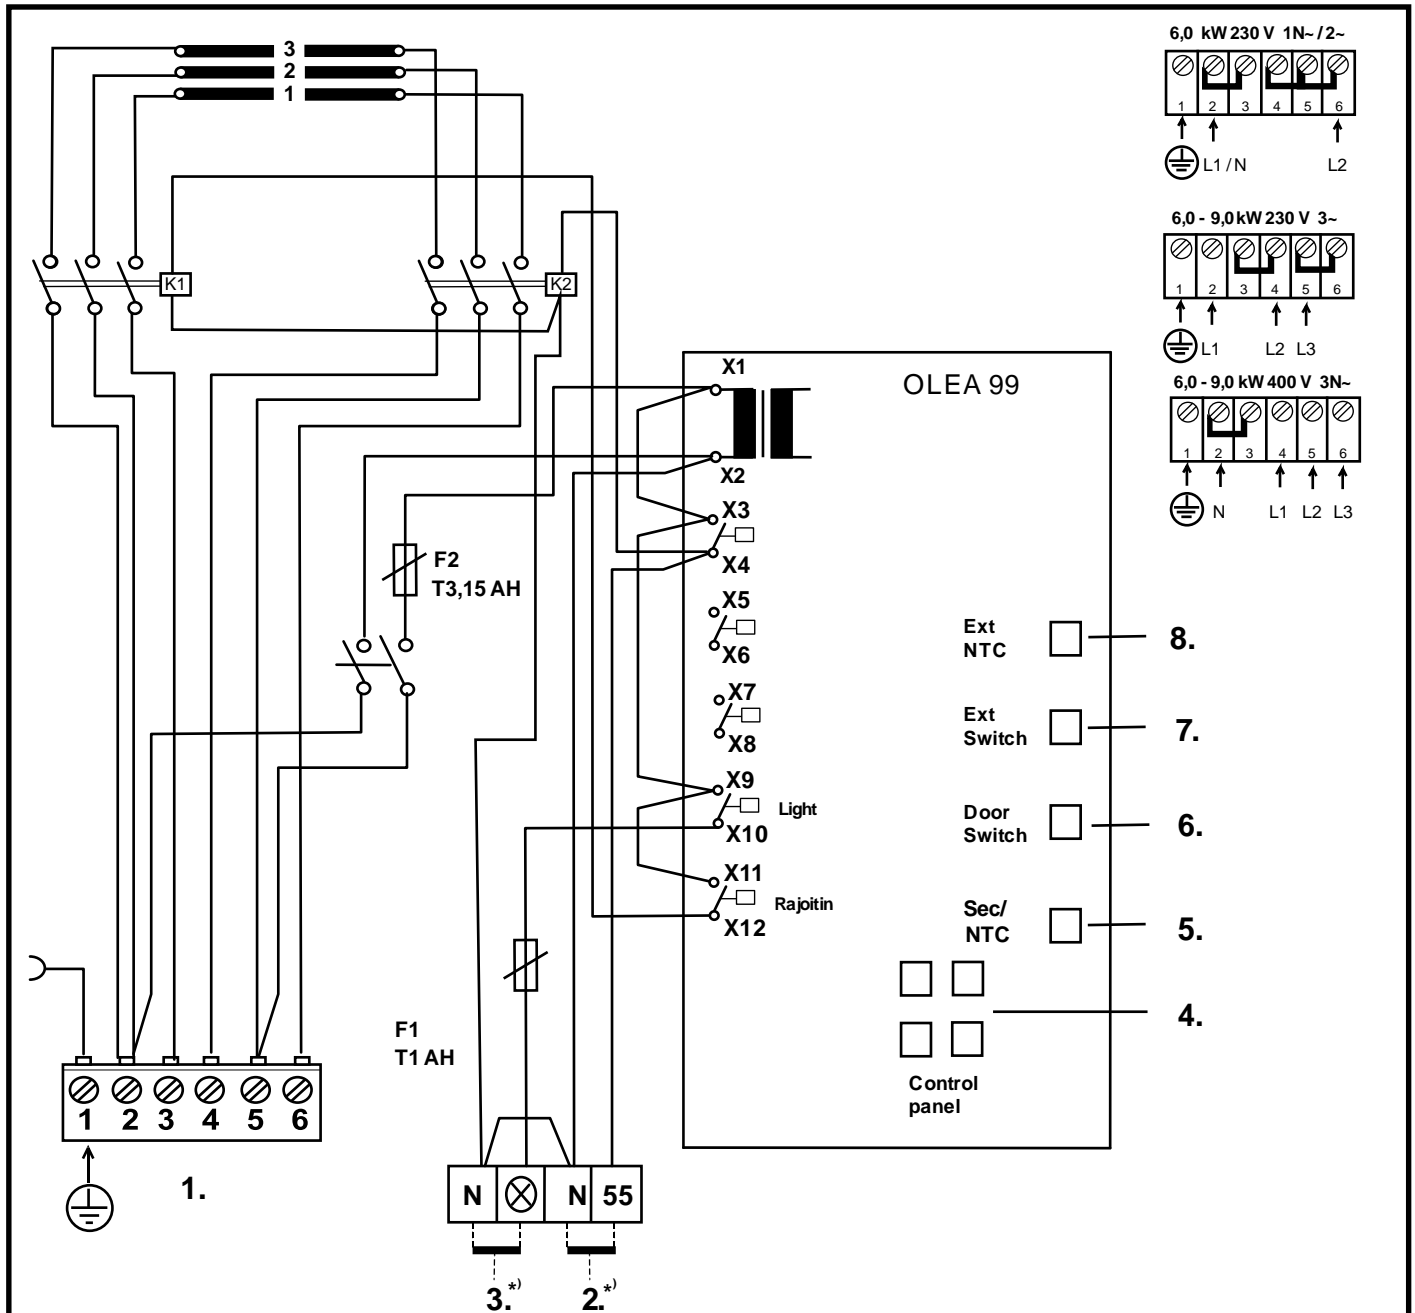 3
2
1
K1
K2
X1
X2
X3
X4
X5
X6
X7
X8
X9
X10
Light
X11
X12
Rajoitin
OLEA 99
F2
T3,15 AH
F1
T1 AH
Ext
NTC
8.
Ext
Switch
7.
Door
Switch
6.
Sec/
NTC
5.
4.
Control
panel
1 2 3 4 5 6
1.
N N 55
3.*) 2.*)
6,0 kW 230 V 1N~ / 2~
1 2 3 4 5 6
L1 / N L2
6,0 - 9,0 kW 230 V 3~
1 2 3 4 5 6
L1 L2 L3
6,0 - 9,0 kW 400 V 3N~
1 2 3 4 5 6
N L1 L2 L3